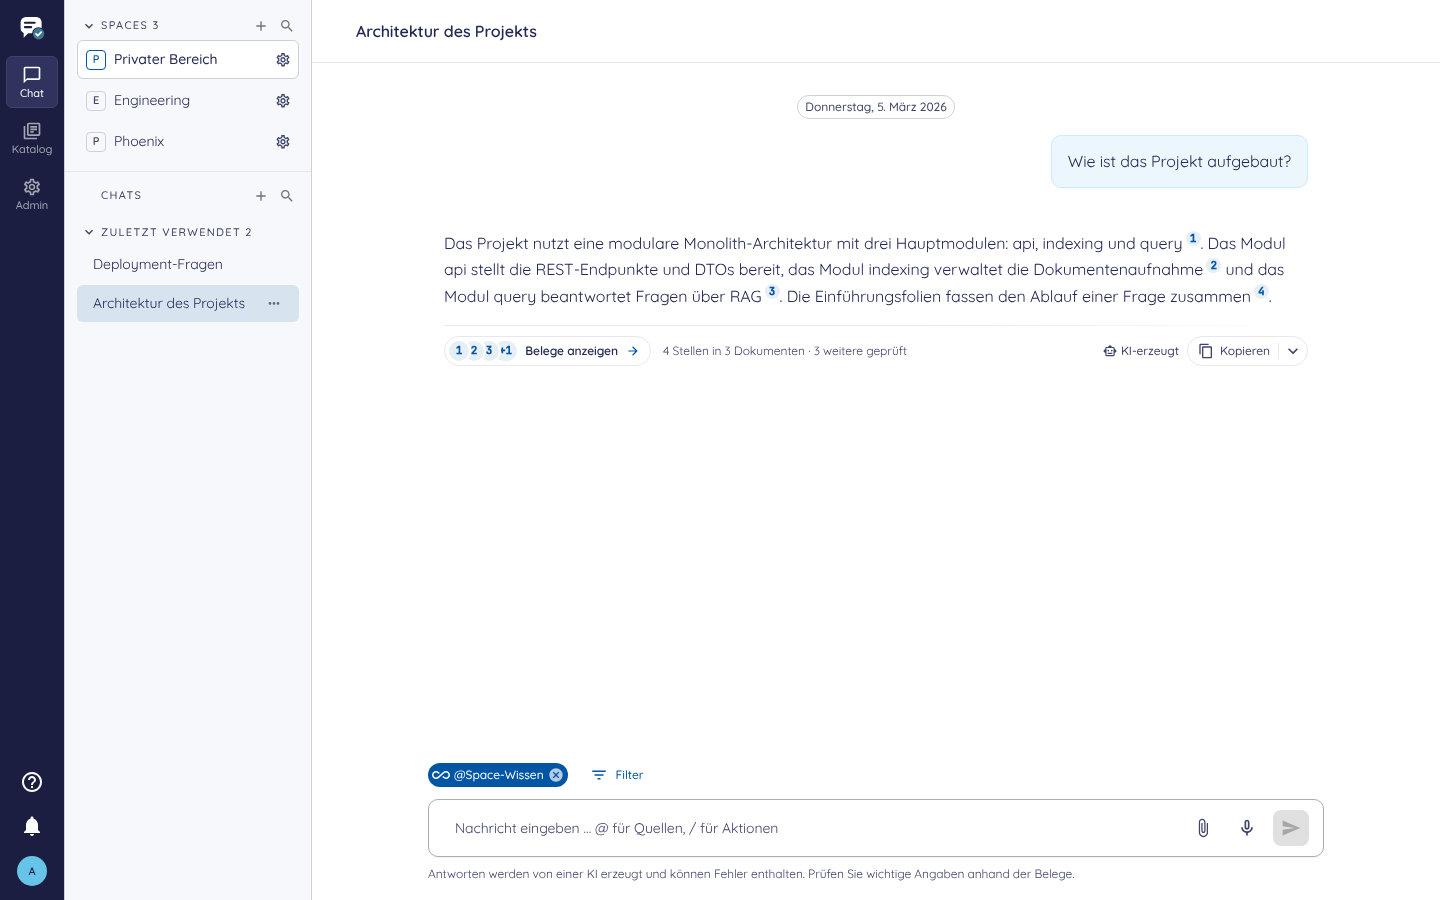 Chat
Katalog
Admin
A
SPACES 3
P Privater Bereich
E Engineering
P Phoenix
CHATS
ZULETZT VERWENDET 2
Deployment-Fragen
Architektur des Projekts
Architektur des Projekts
Donnerstag, 5. März 2026
Wie ist das Projekt aufgebaut?
Das Projekt nutzt eine modulare Monolith-Architektur mit drei Hauptmodulen: api, indexing und query 1. Das Modul
api stellt die REST-Endpunkte und DTOs bereit, das Modul indexing verwaltet die Dokumentenaufnahme 2 und das
Modul query beantwortet Fragen über RAG 3. Die Einführungsfolien fassen den Ablauf einer Frage zusammen 4.
1 2 3 +1 Belege anzeigen 4 Stellen in 3 Dokumenten · 3 weitere geprüft KI-erzeugt Kopieren
@Space-Wissen Filter
Nachricht eingeben ... @ für Quellen, / für Aktionen
Antworten werden von einer KI erzeugt und können Fehler enthalten. Prüfen Sie wichtige Angaben anhand der Belege.